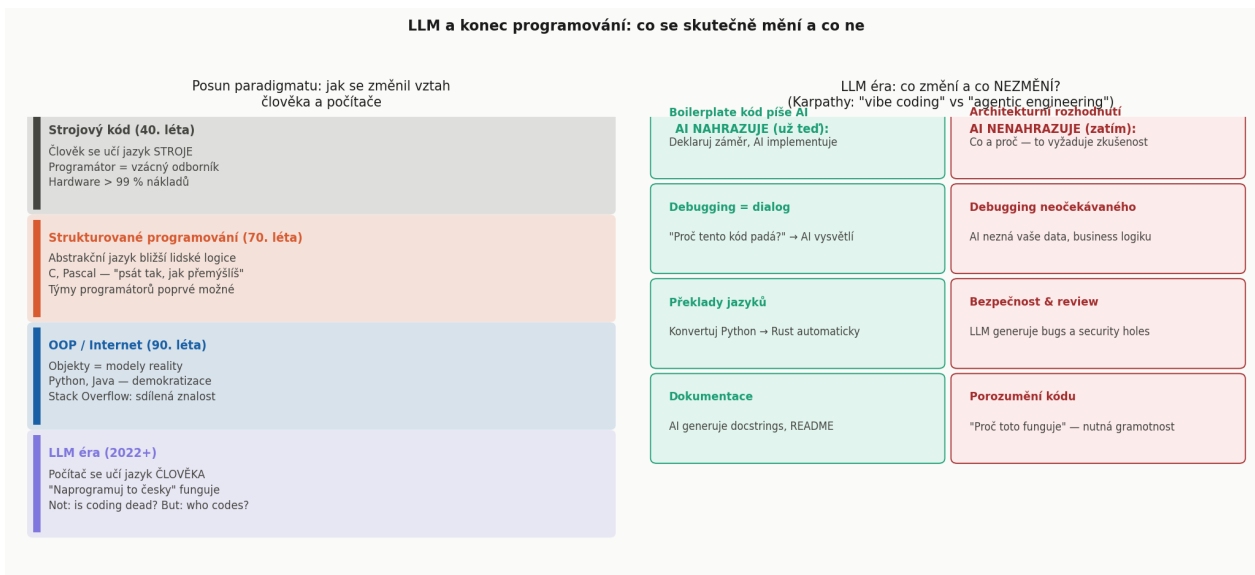 LLM a konec programování: co se skutečně mění a co ne
Posun paradigmatu: jak se změnil vztah
člověka a počítače
Strojový kód (40. léta)
Člověk se učí jazyk STROJE
Programátor = vzácný odborník
Hardware > 99 % nákladů
Strukturované programování (70. léta)
Abstrakční jazyk bližší lidské logice
C, Pascal — "psát tak, jak přemýšlíš"
Týmy programátorů poprvé možné
OOP / Internet (90. léta)
Objekty = modely reality
Python, Java — demokratizace
Stack Overflow: sdílená znalost
LLM éra (2022+)
Počítač se učí jazyk ČLOVĚKA
"Naprogramuj to česky" funguje
Not: is coding dead? But: who codes?
LLM éra: co změní a co NEZMĚNÍ?
(Karpathy: "vibe coding" vs "agentic engineering")
Boilerplate kód píše AI
AI NAHRAZUJE (už teď):
Deklaruj záměr, AI implementuje
Debugging = dialog
"Proč tento kód padá?" → AI vysvětlí
Překlady jazyků
Konvertuj Python → Rust automaticky
Dokumentace
AI generuje docstrings, README
Architekturní rozhodnutí
AI NENAHRAZUJE (zatím):
Co a proč — to vyžaduje zkušenost
Debugging neočekávaného
AI nezná vaše data, business logiku
Bezpečnost & review
LLM generuje bugs a security holes
Porozumění kódu
"Proč toto funguje" — nutná gramotnost